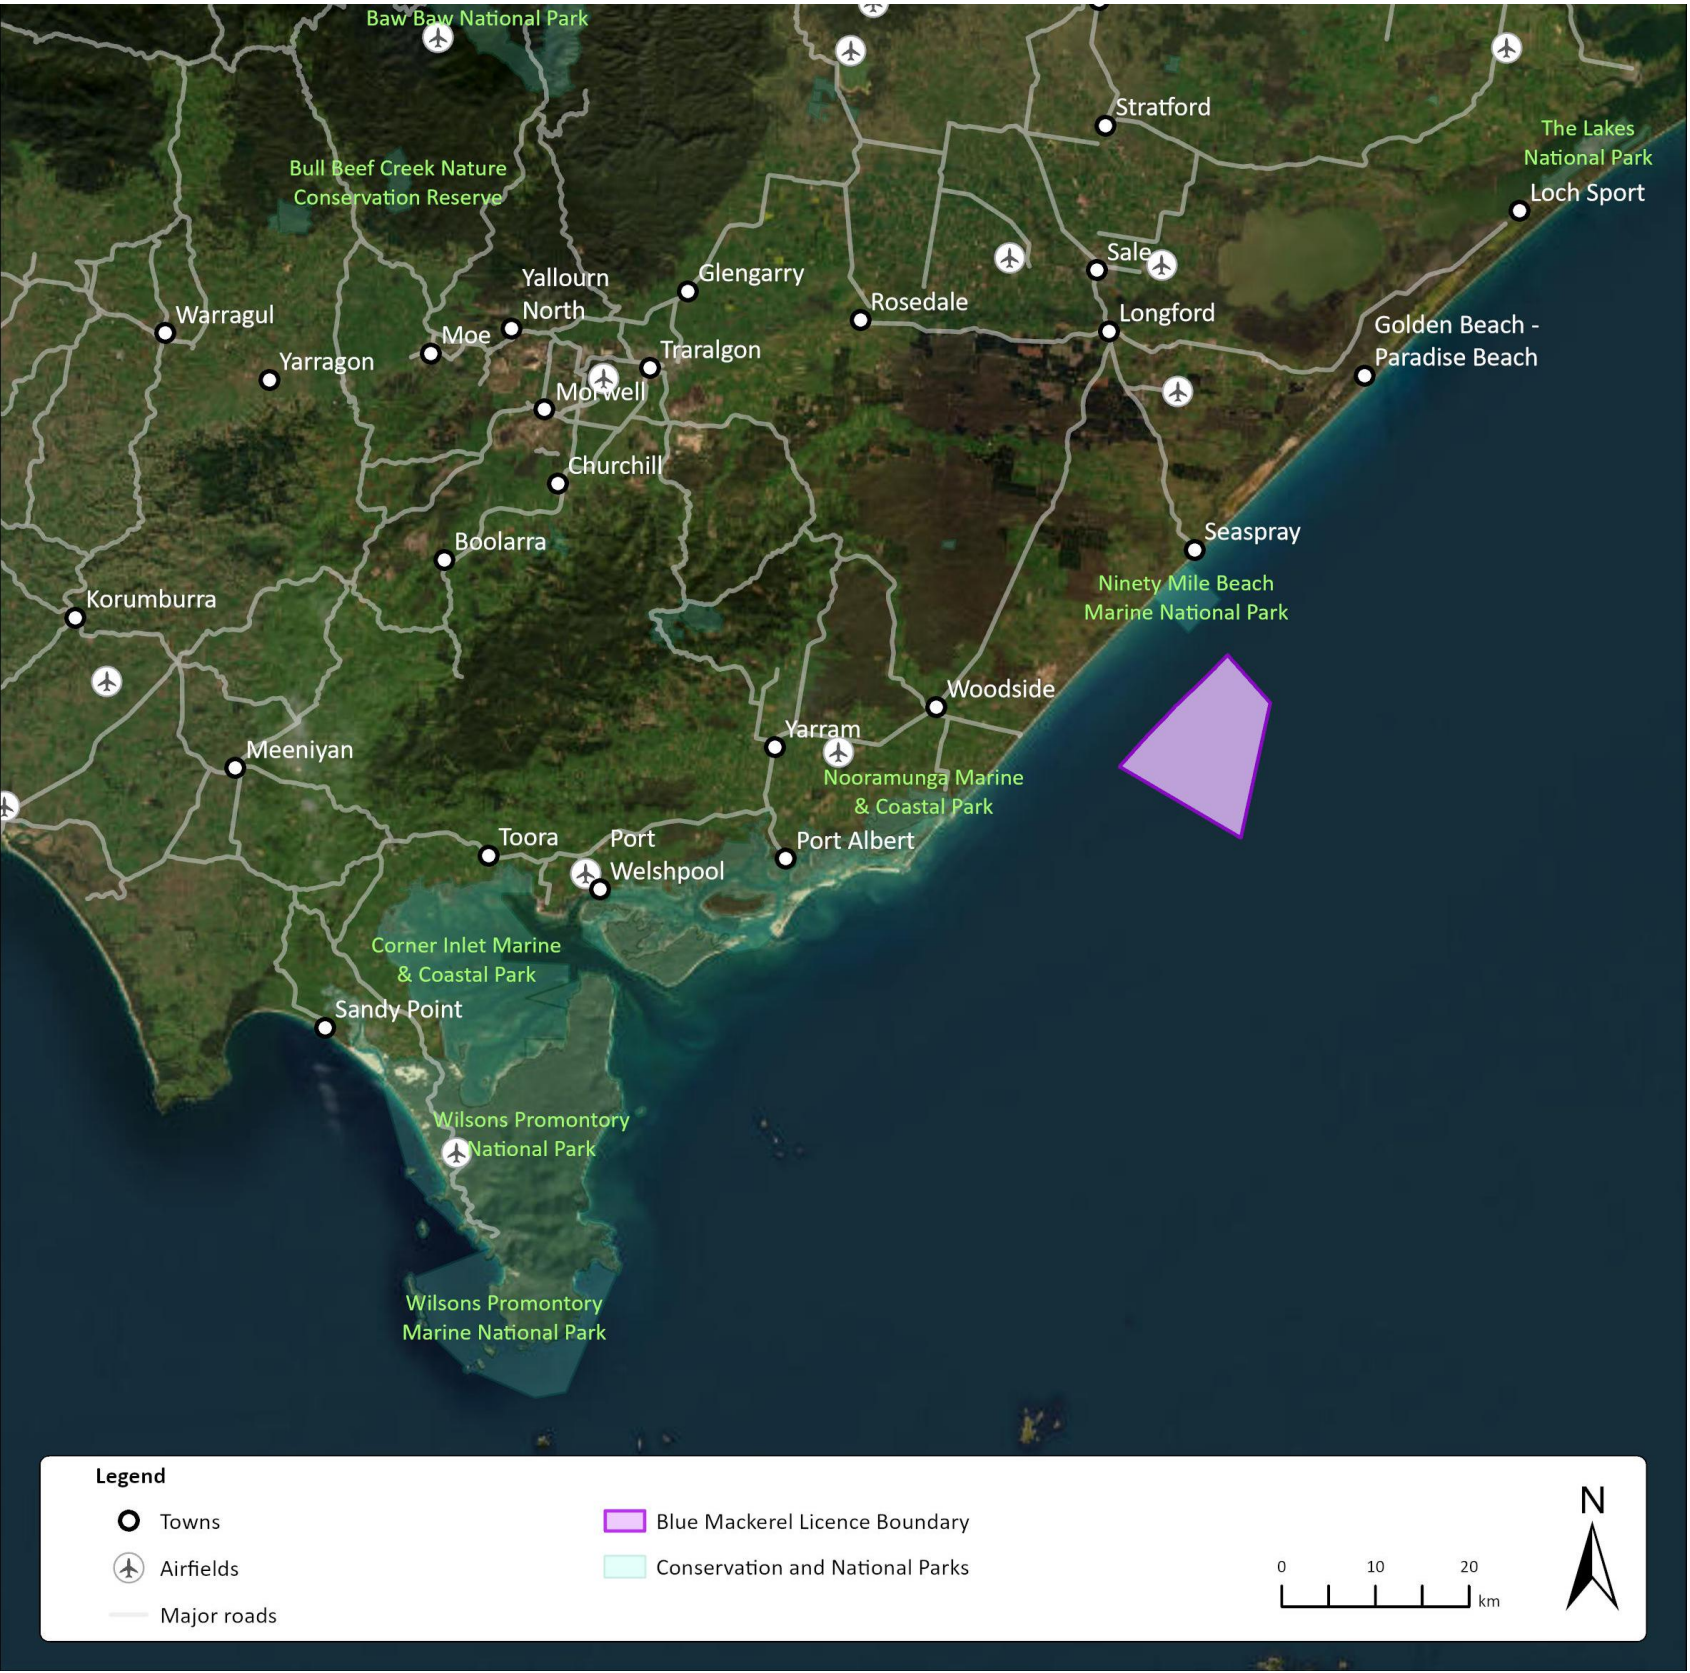 Baw Baw National Park
Stratford
The Lakes
National Park
Bull Beef Creek Nature
Conservation Reserve
Loch Sport
Sale
Yallourn
North
Glengarry
Rosedale
Longford
Warragul
Moe
Golden Beach -
Paradise Beach
Yarragon
Traralgon
Morwell
Churchill
Seaspray
Boolarra
Ninety Mile Beach
Marine National Park
Korumburra
Woodside
Yarram
Meeniyan
Nooramunga Marine
& Coastal Park
Toora
Port
Welshpool
Port Albert
Corner Inlet Marine
& Coastal Park
Sandy Point
Wilsons Promontory
National Park
Wilsons Promontory
Marine National Park
Legend
Towns
Airfields
Major roads
Blue Mackerel Licence Boundary
Conservation and National Parks
0 10 20
km
N